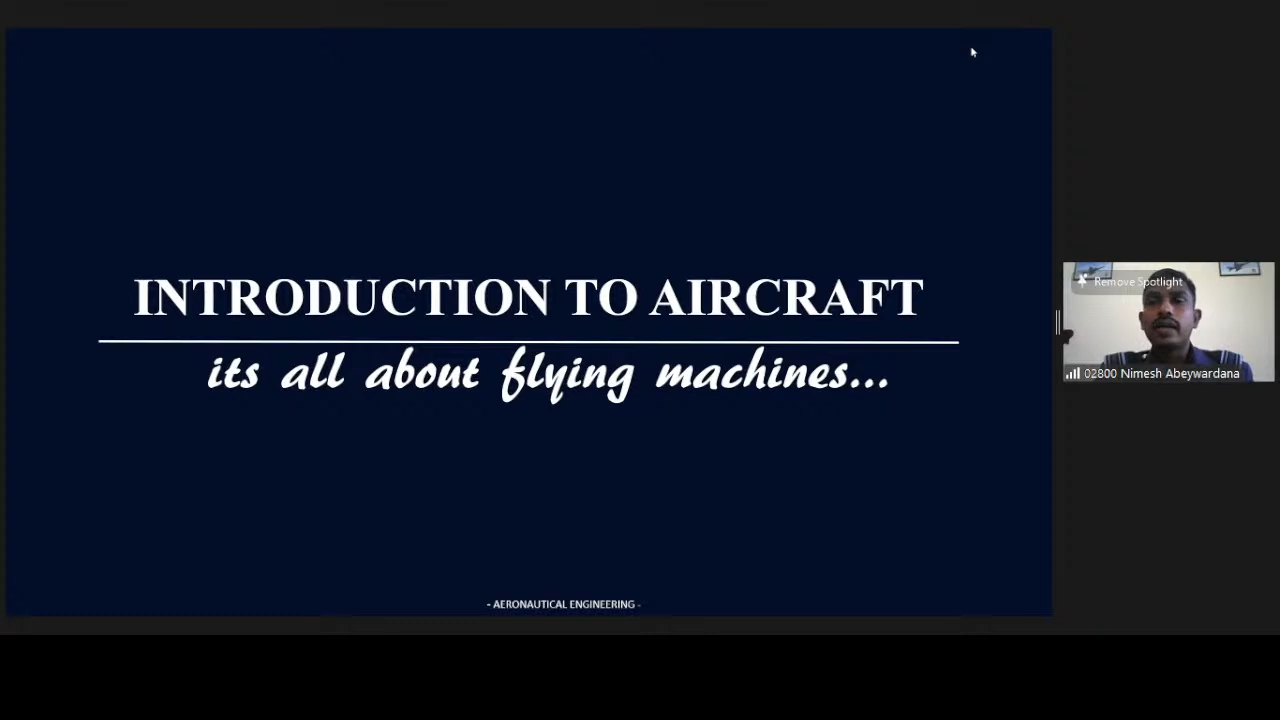 INTRODUCTION TO AIRCRAFT
its all about flying machines...
- AERONAUTICAL ENGINEERING -
Remove Spotlight
02800 Nimesh Abeywardana